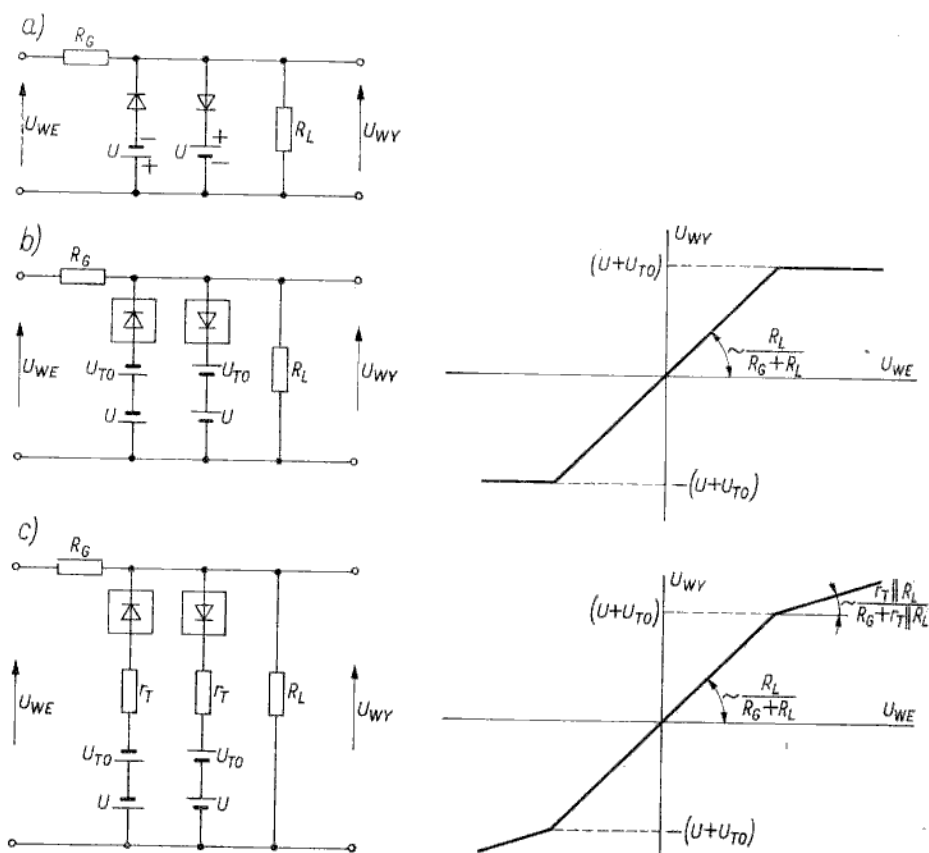 a)
R_G
U_WE
U
−
+
U
+
−
R_L
U_WY
b)
R_G
U_WE
U_TO
U_TO
U
U
R_L
U_WY
U_WY
(U+U_TO)
~ R_L
R_G + R_L
U_WE
−(U+U_TO)
c)
R_G
U_WE
r_T
r_T
U_TO
U_TO
U
U
R_L
U_WY
U_WY
(U+U_TO)
~ r_T ‖ R_L
R_G + r_T ‖ R_L
~ R_L
R_G + R_L
U_WE
−(U+U_TO)